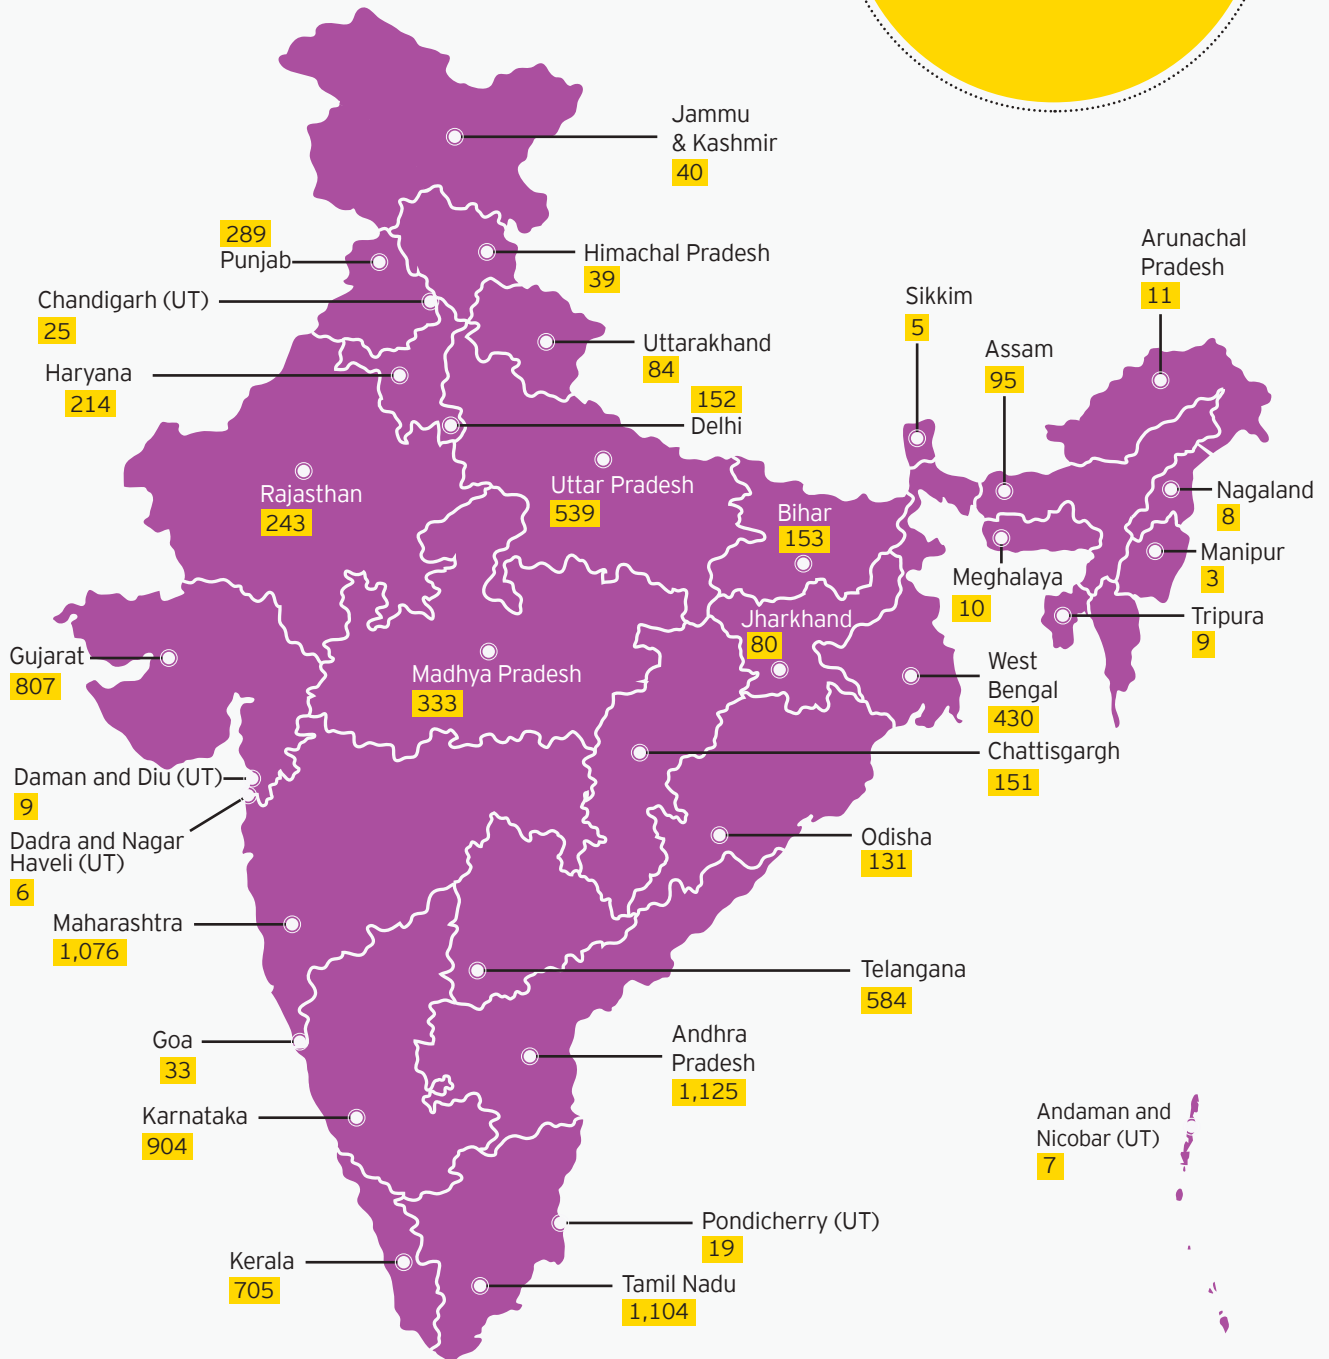 Jammu
& Kashmir
40
289
Punjab
Himachal Pradesh
39
Chandigarh (UT)
25
Uttarakhand
84
Haryana
214
152
Delhi
Arunachal
Pradesh
11
Sikkim
5
Assam
95
Rajasthan
243
Uttar Pradesh
539
Bihar
153
Nagaland
8
Manipur
3
Meghalaya
10
Tripura
9
Jharkhand
80
Gujarat
807
Madhya Pradesh
333
West
Bengal
430
Chattisgargh
151
Daman and Diu (UT)
9
Dadra and Nagar
Haveli (UT)
6
Odisha
131
Maharashtra
1,076
Telangana
584
Goa
33
Andhra
Pradesh
1,125
Karnataka
904
Andaman and
Nicobar (UT)
7
Pondicherry (UT)
19
Kerala
705
Tamil Nadu
1,104